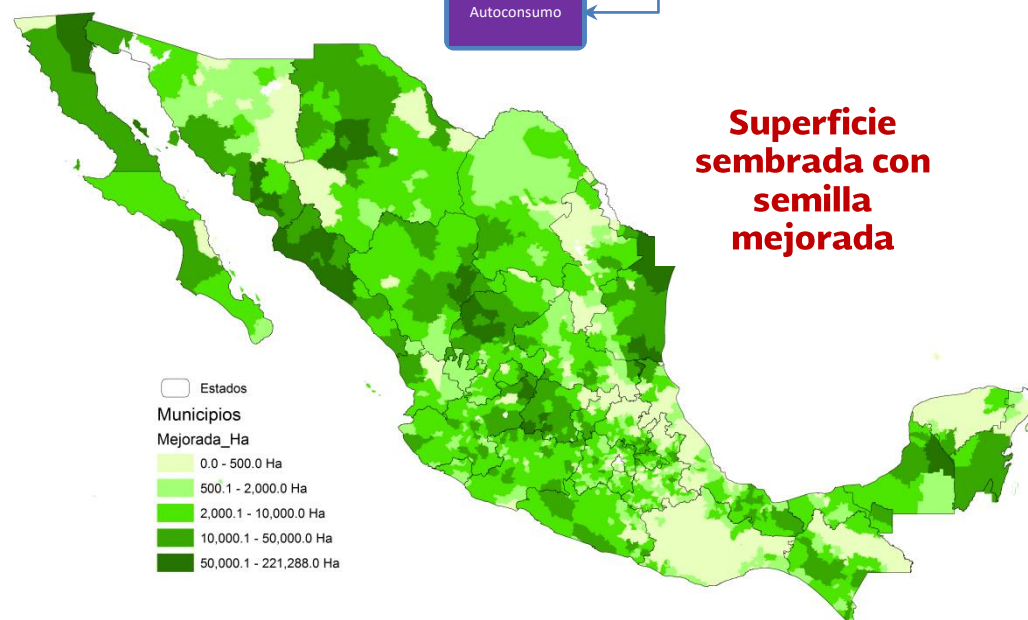 Autoconsumo
Superficie
sembrada con
semilla
mejorada
Estados
Municipios
Mejorada_Ha
0.0 - 500.0 Ha
500.1 - 2,000.0 Ha
2,000.1 - 10,000.0 Ha
10,000.1 - 50,000.0 Ha
50,000.1 - 221,288.0 Ha